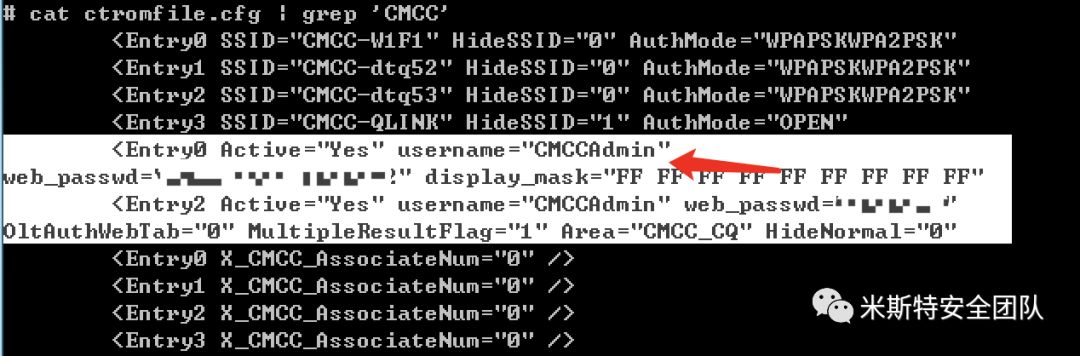 # cat ctromfile.cfg | grep 'CMCC'
<Entry0 SSID="CMCC-W1F1" HideSSID="0" AuthMode="WPAPSKWPA2PSK"
<Entry1 SSID="CMCC-dtq52" HideSSID="0" AuthMode="WPAPSKWPA2PSK"
<Entry2 SSID="CMCC-dtq53" HideSSID="0" AuthMode="WPAPSKWPA2PSK"
<Entry3 SSID="CMCC-QLINK" HideSSID="1" AuthMode="OPEN"
<Entry0 Active="Yes" username="CMCCAdmin"
web_passwd= display_mask="FF FF FF FF FF FF FF FF FF"
<Entry2 Active="Yes" username="CMCCAdmin" web_passwd=
OltAuthWebTab="0" MultipleResultFlag="1" Area="CMCC_CQ" HideNormal="0"
<Entry0 X_CMCC_AssociateNum="0" />
<Entry1 X_CMCC_AssociateNum="0" />
<Entry2 X_CMCC_AssociateNum="0" />
<Entry3 X_CMCC_AssociateNum="0" />
米斯特安全团队